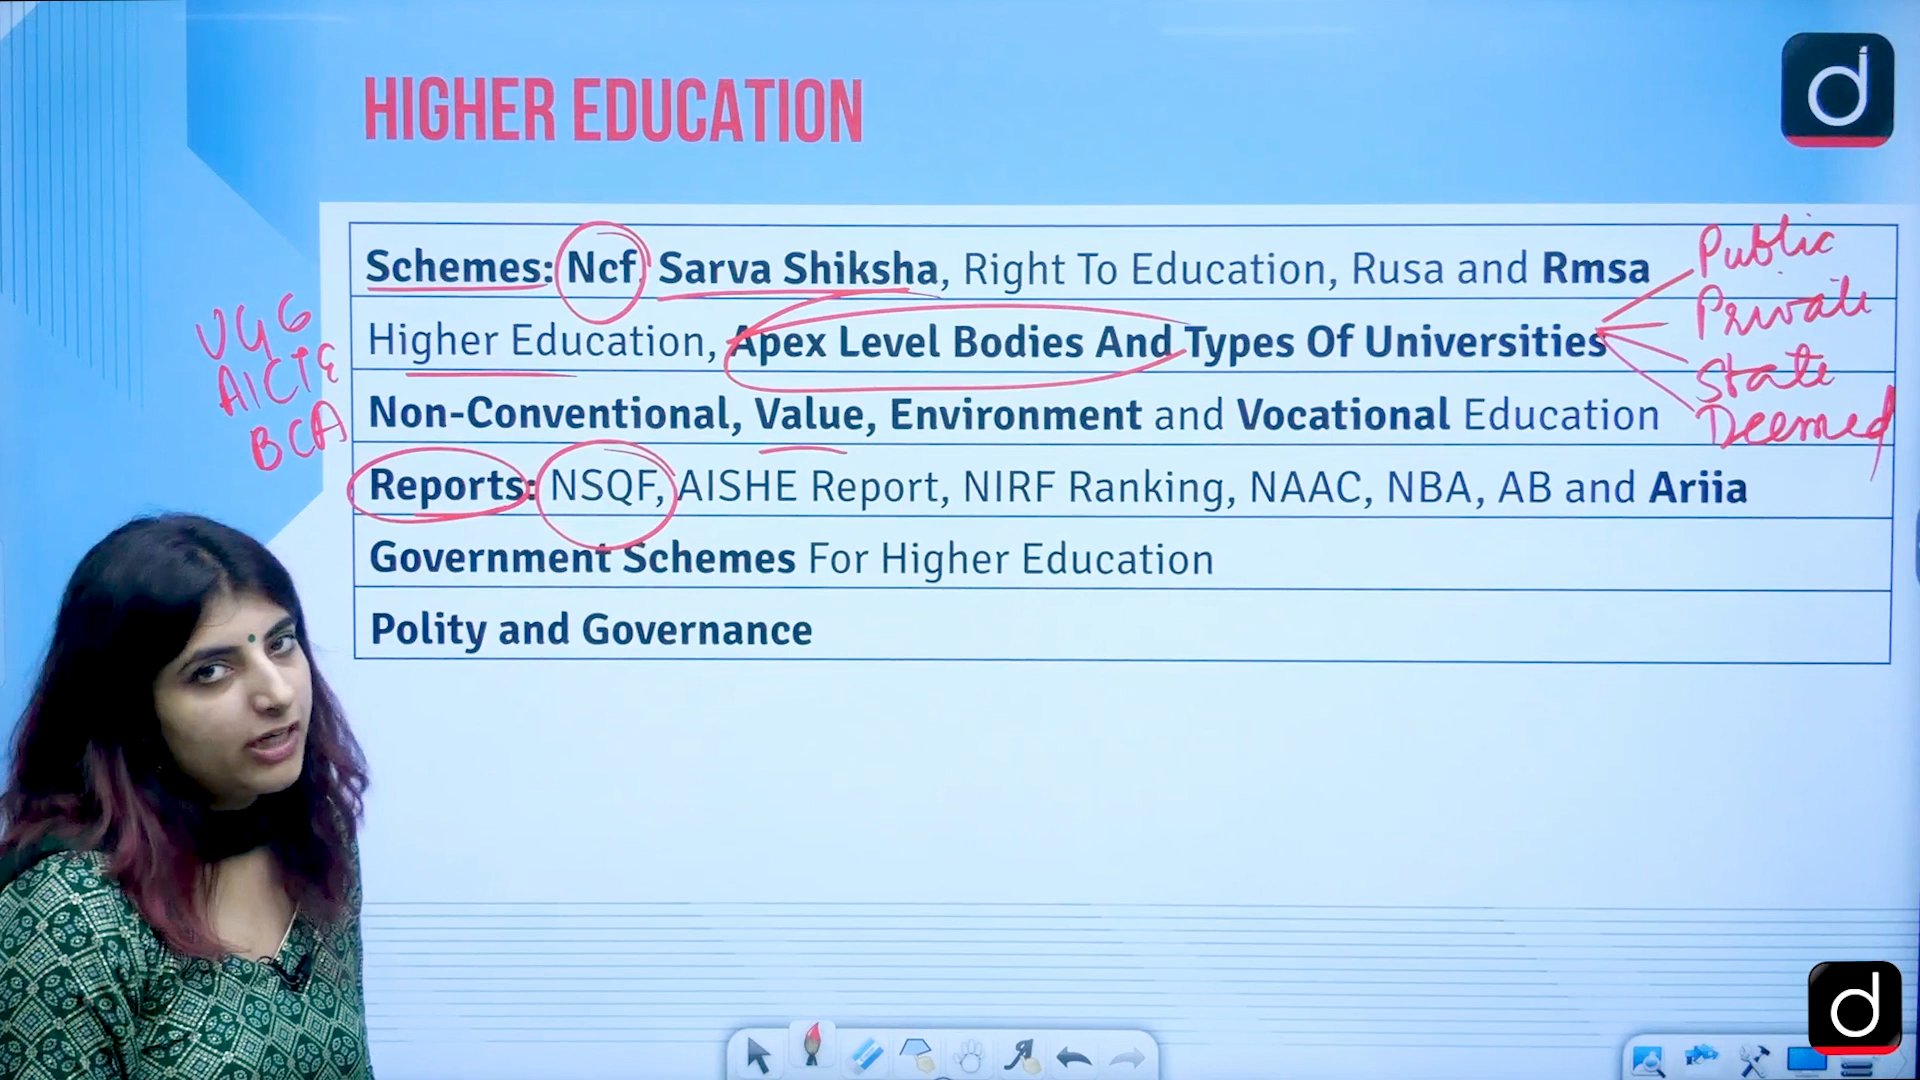 HIGHER EDUCATION
d
Schemes: Ncf, Sarva Shiksha, Right To Education, Rusa and Rmsa
Public
Private
State
Deemed
Higher Education, Apex Level Bodies And Types Of Universities
UGC
AICTE
BCA
Non-Conventional, Value, Environment and Vocational Education
Reports: NSQF, AISHE Report, NIRF Ranking, NAAC, NBA, AB and Ariia
Government Schemes For Higher Education
Polity and Governance
d